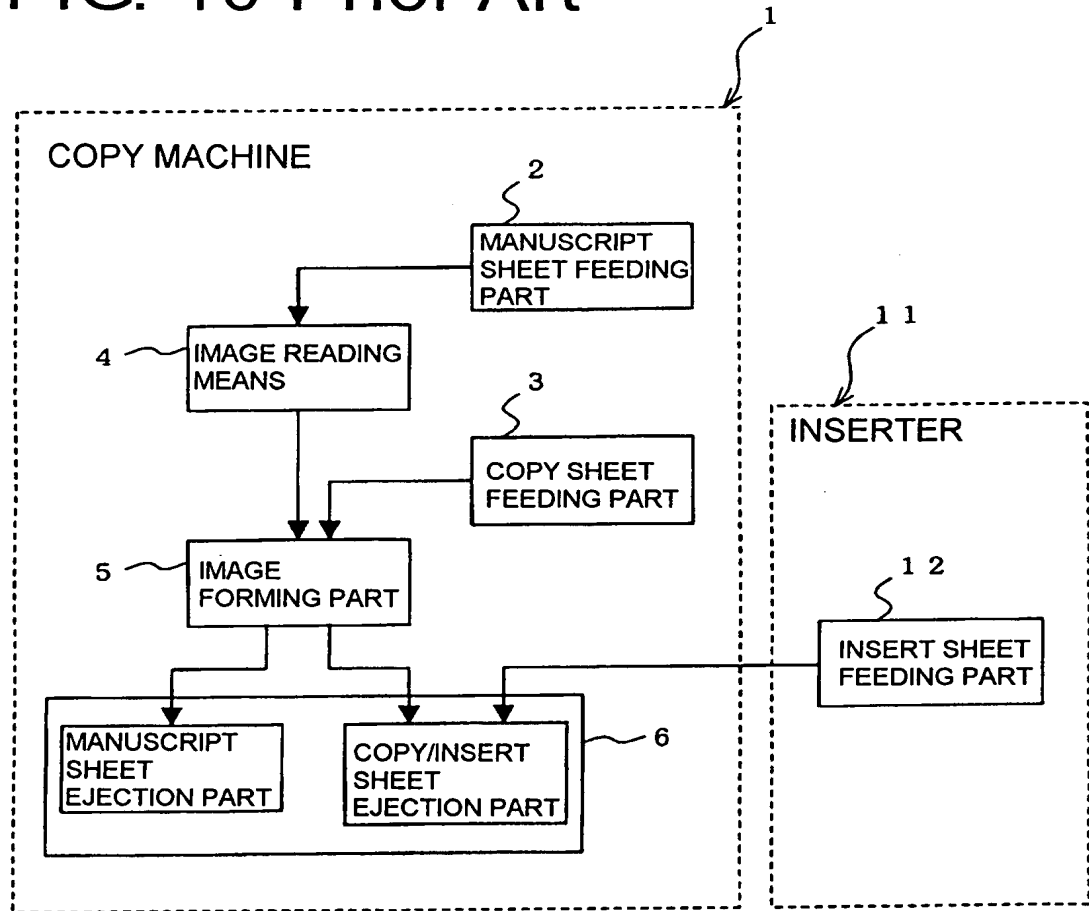 FIG. 10 Prior Art
1
COPY MACHINE
2
MANUSCRIPT
SHEET FEEDING
PART
11
4
IMAGE READING
MEANS
3
INSERTER
COPY SHEET
FEEDING PART
5
IMAGE
FORMING PART
12
INSERT SHEET
FEEDING PART
6
MANUSCRIPT
SHEET
EJECTION PART
COPY/INSERT
SHEET
EJECTION PART